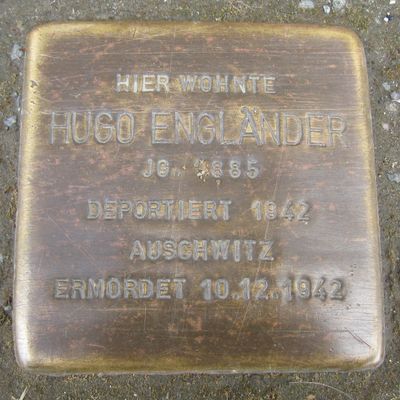 HIER WOHNTE
HUGO ENGLÄNDER
JG. 1885
DEPORTIERT 1942
AUSCHWITZ
ERMORDET 10.12.1942